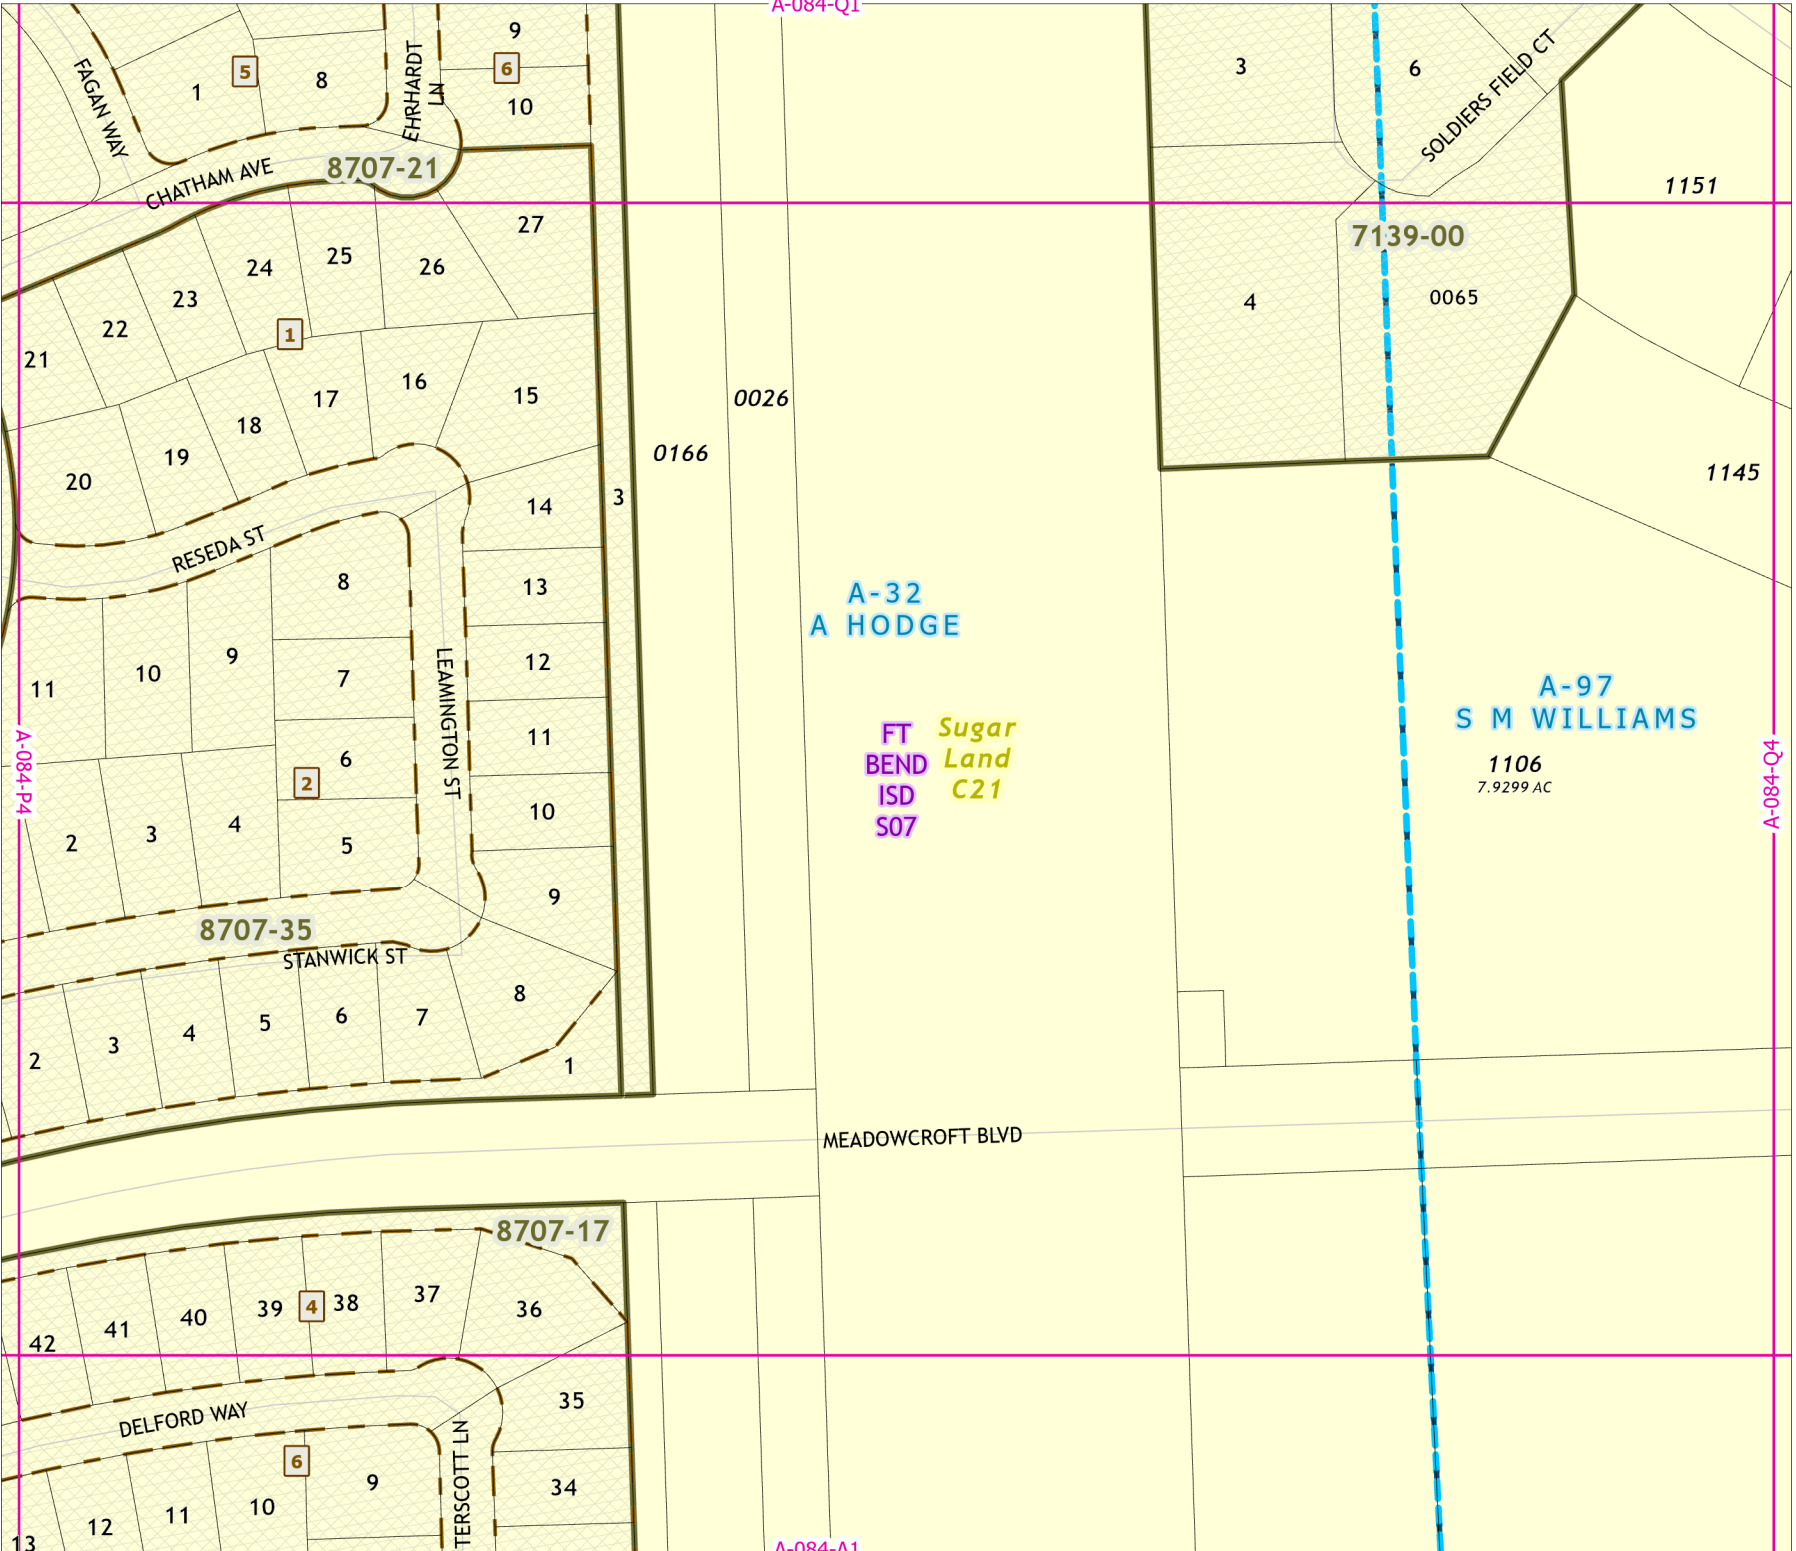 A-084-Q1
9
5
6
1
8
10
FAGAN WAY
EHRHARDT
LN
CHATHAM AVE
8707-21
3
6
SOLDIERS FIELD CT
1151
7139-00
4
0065
27
26
25
24
23
22
21
1
20
19
18
17
16
15
0026
0166
3
1145
14
RESEDA ST
8
13
A-32
A HODGE
12
11
10
9
7
LEAMINGTON ST
A-97
S M WILLIAMS
1106
7.9299 AC
FT
BEND
ISD
S07
Sugar
Land
C21
A-084-P4
A-084-Q4
6
11
2
10
2
3
4
5
9
8707-35
STANWICK ST
8
2
3
4
5
6
7
1
MEADOWCROFT BLVD
8707-17
42
41
40
39
4
38
37
36
35
DELFORD WAY
TERSCOTT LN
6
9
34
13
12
11
10
A-084-A1